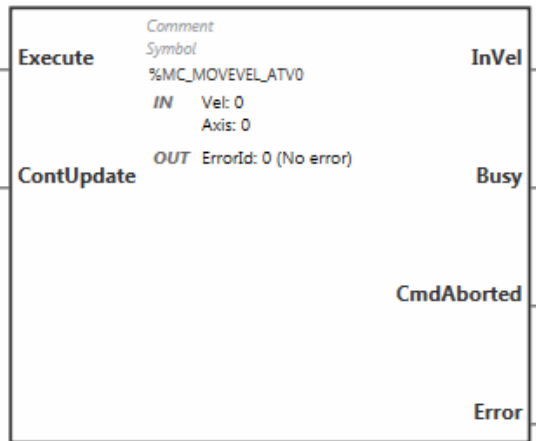 Comment
Symbol
Execute
InVel
%MC_MOVEVEL_ATV0
IN Vel: 0
Axis: 0
OUT ErrorId: 0 (No error)
ContUpdate
Busy
CmdAborted
Error